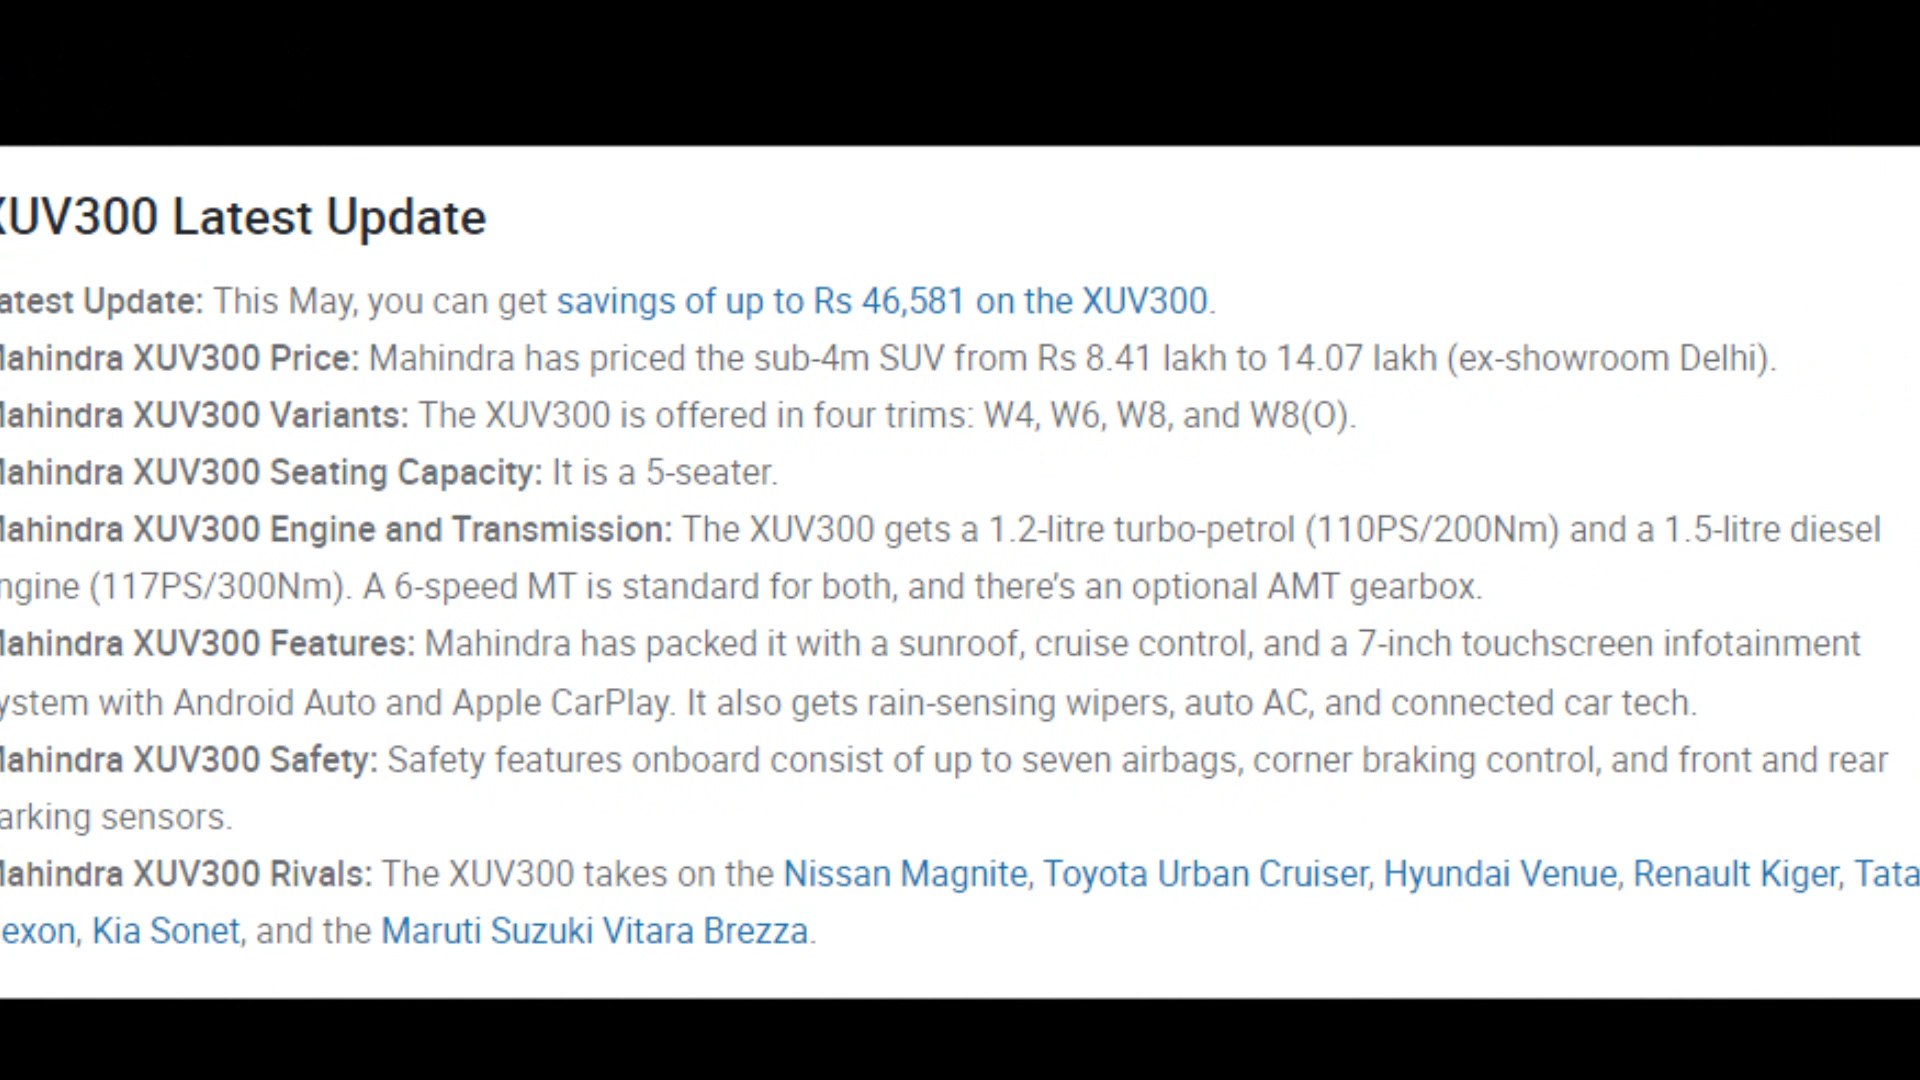 XUV300 Latest Update
atest Update: This May, you can get savings of up to Rs 46,581 on the XUV300.
Mahindra XUV300 Price: Mahindra has priced the sub-4m SUV from Rs 8.41 lakh to 14.07 lakh (ex-showroom Delhi).
Mahindra XUV300 Variants: The XUV300 is offered in four trims: W4, W6, W8, and W8(O).
Mahindra XUV300 Seating Capacity: It is a 5-seater.
Mahindra XUV300 Engine and Transmission: The XUV300 gets a 1.2-litre turbo-petrol (110PS/200Nm) and a 1.5-litre diesel
ngine (117PS/300Nm). A 6-speed MT is standard for both, and there's an optional AMT gearbox.
Mahindra XUV300 Features: Mahindra has packed it with a sunroof, cruise control, and a 7-inch touchscreen infotainment
ystem with Android Auto and Apple CarPlay. It also gets rain-sensing wipers, auto AC, and connected car tech.
Mahindra XUV300 Safety: Safety features onboard consist of up to seven airbags, corner braking control, and front and rear
arking sensors.
Mahindra XUV300 Rivals: The XUV300 takes on the Nissan Magnite, Toyota Urban Cruiser, Hyundai Venue, Renault Kiger, Tata
exon, Kia Sonet, and the Maruti Suzuki Vitara Brezza.